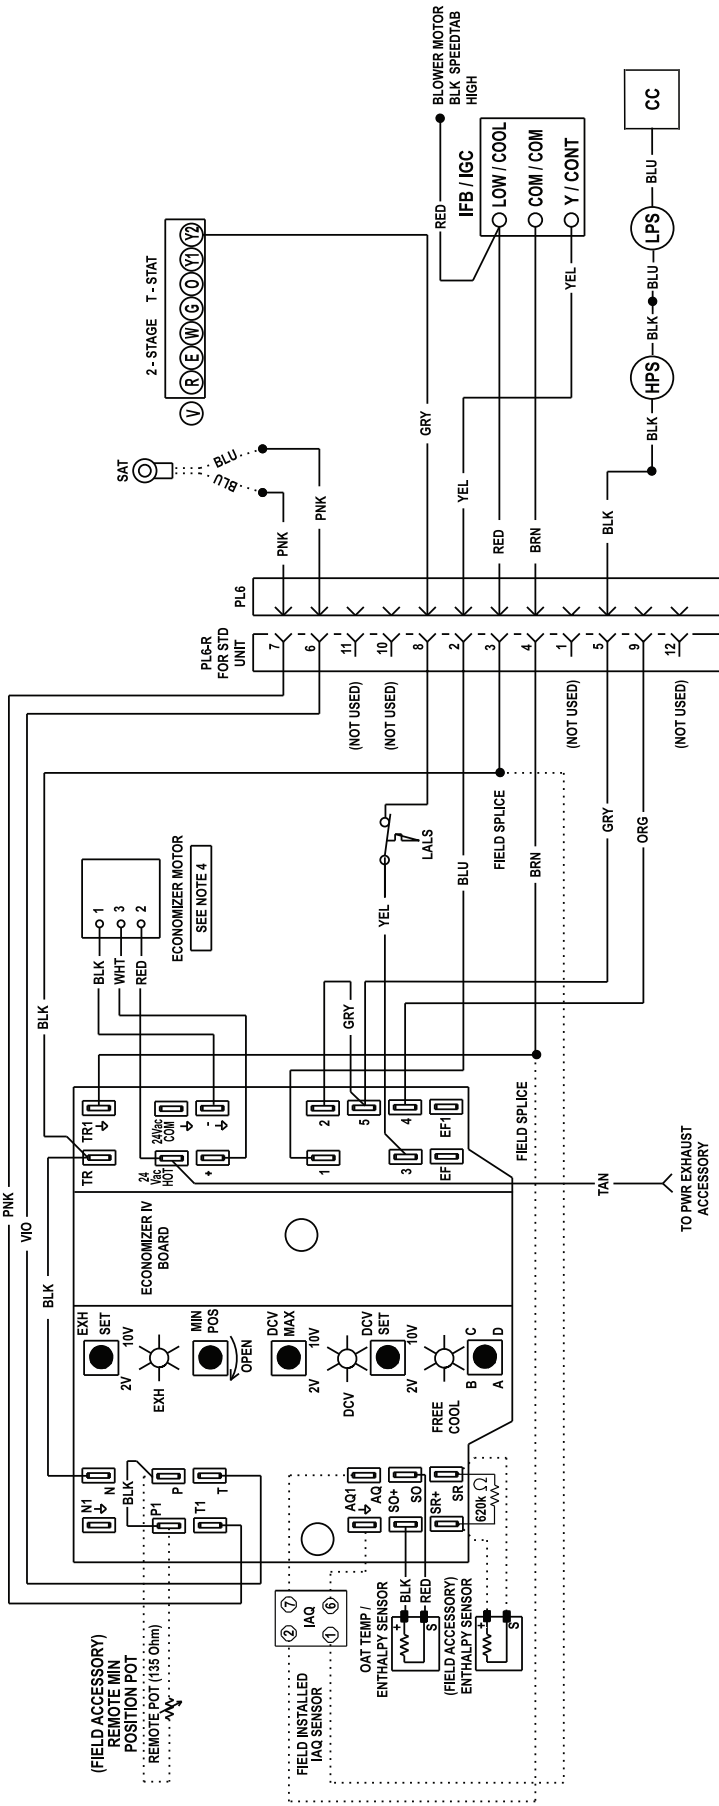 BLOWER MOTOR
BLK SPEEDTAB
HIGH
IFB / IGC
LOW / COOL
COM / COM
Y / CONT
CC
RED
BLU
LPS
BLU
BLK
HPS
BLK
YEL
2 - STAGE T - STAT
V
R
E
W
G
O
Y1
Y2
SAT
BLU
BLU
PNK
PNK
GRY
YEL
RED
BRN
BLK
PL6
PL6-R
FOR STD
UNIT
7
6
11
10
8
2
3
4
1
5
9
12
(NOT USED)
(NOT USED)
(NOT USED)
(NOT USED)
PNK
VIO
BLK
BLK
ECONOMIZER MOTOR
SEE NOTE 4
1
3
2
BLK
WHT
RED
LALS
YEL
BLU
FIELD SPLICE
BRN
GRY
ORG
GRY
FIELD SPLICE
TAN
TO PWR EXHAUST
ACCESSORY
TR1
TR
24Vac
COM
24
Vac
HOT
-
+
2
1
5
4
3
EF1
EF
ECONOMIZER IV
BOARD
EXH
SET
2V
10V
EXH
MIN
POS
OPEN
DCV
MAX
2V
10V
DCV
DCV
SET
2V
10V
FREE
COOL
B
C
A
D
N1
N
BLK
P1
P
T1
T
AQ1
AQ
SO+
SO
SR+
SR
620k Ω
(FIELD ACCESSORY)
REMOTE MIN
POSITION POT
REMOTE POT (135 Ohm)
IAQ
2
7
1
6
FIELD INSTALLED
IAQ SENSOR
OAT TEMP /
ENTHALPY SENSOR
+
S
BLK
RED
(FIELD ACCESSORY)
ENTHALPY SENSOR
+
S